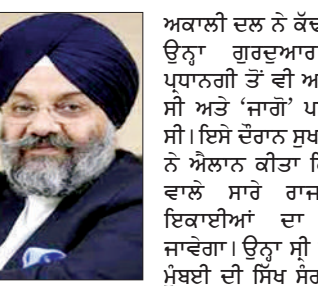 ਅਕਾਲੀ ਦਲ ਨੇ ਕੱਢ
ਉਨ੍ਹਾ ਗੁਰਦੁਆਰ
ਪ੍ਰਧਾਨਗੀ ਤੋਂ ਵੀ ਅ
ਸੀ ਅਤੇ ‘ਜਾਗੋ’ ਪ
ਸੀ। ਇਸੇ ਦੌਰਾਨ ਸੁਖ
ਨੇ ਐਲਾਨ ਕੀਤਾ ਕਿ
ਵਾਲੇ ਸਾਰੇ ਰਾਜ
ਇਕਾਈਆਂ ਦਾ
ਜਾਵੇਗਾ। ਉਨ੍ਹਾ ਸ੍ਰੀ
ਮੁੰਬਈ ਦੀ ਸਿੱਖ ਸੰਗ